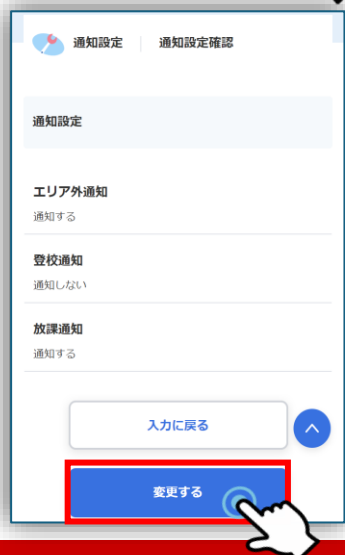 通知設定 通知設定確認
通知設定
エリア外通知
通知する
登校通知
通知しない
放課通知
通知する
入力に戻る
変更する